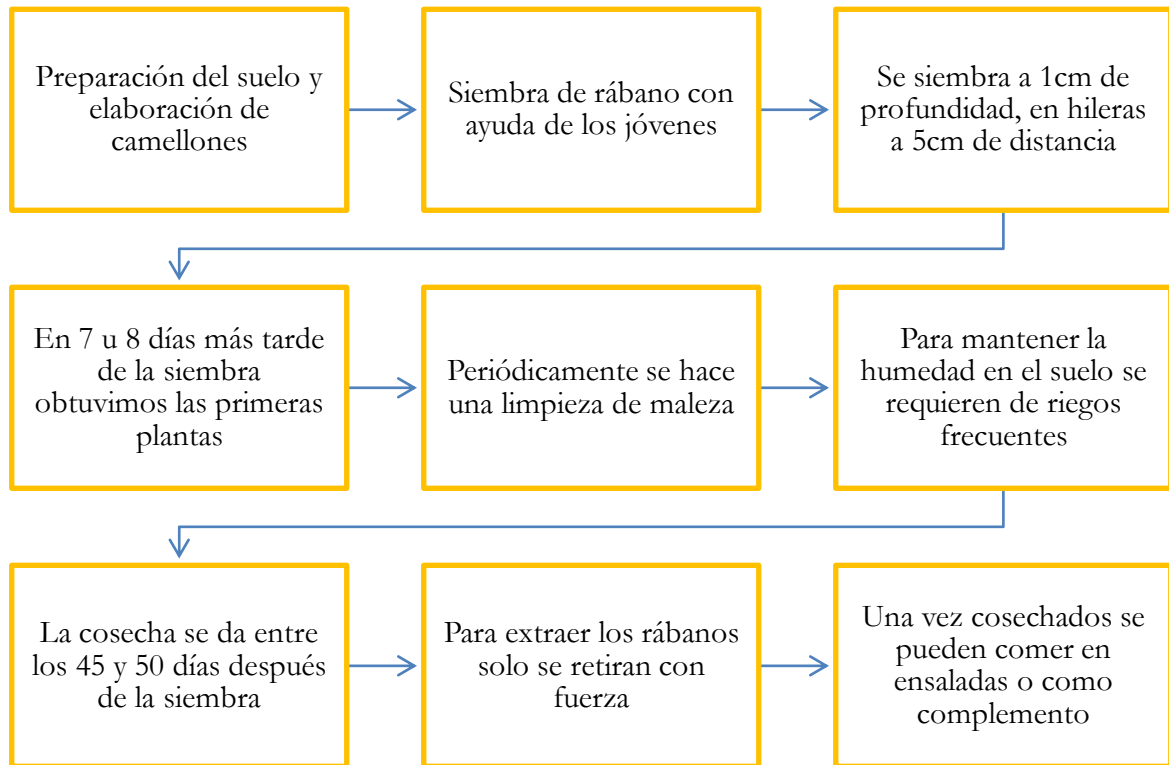 Preparación del suelo y
elaboración de
camellones
Siembra de rábano con
ayuda de los jóvenes
Se siembra a 1cm de
profundidad, en hileras
a 5cm de distancia
En 7 u 8 días más tarde
de la siembra
obtuvimos las primeras
plantas
Periódicamente se hace
una limpieza de maleza
Para mantener la
humedad en el suelo se
requieren de riegos
frecuentes
La cosecha se da entre
los 45 y 50 días después
de la siembra
Para extraer los rábanos
solo se retiran con
fuerza
Una vez cosechados se
pueden comer en
ensaladas o como
complemento